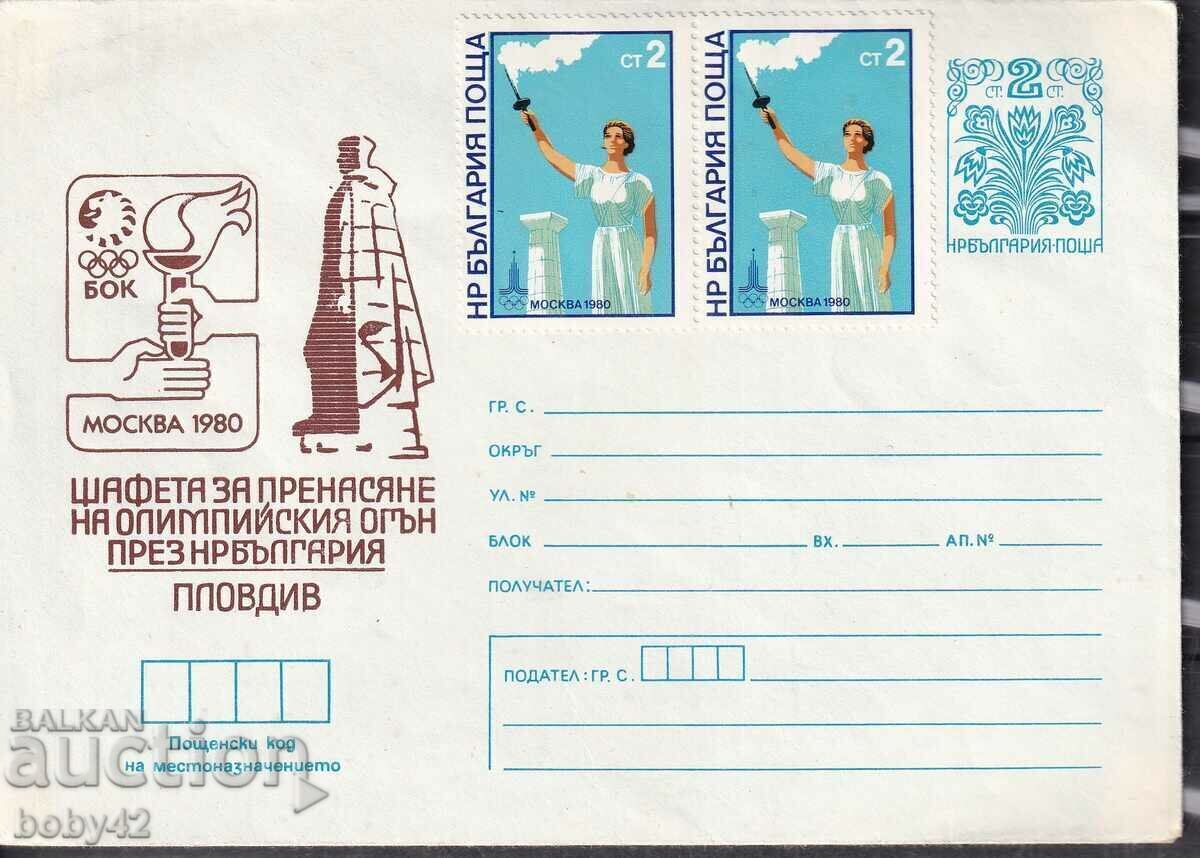 НР БЪЛГАРИЯ ПОЩА
СТ 2
МОСКВА 1980
НР БЪЛГАРИЯ ПОЩА
СТ 2
МОСКВА 1980
СТ. 2 СТ.
НРБЪЛГАРИЯ·ПОЩА
БОК
МОСКВА 1980
ЩАФЕТА ЗА ПРЕНАСЯНЕ
НА ОЛИМПИЙСКИЯ ОГЪН
ПРЕЗ НРБЪЛГАРИЯ
ПЛОВДИВ
ГР. С.
ОКРЪГ
УЛ. №
БЛОК ВХ. АП. №
ПОЛУЧАТЕЛ:
ПОДАТЕЛ: ГР. С.
Пощенски код
на местоназначението
BALKAN
auction
boby42